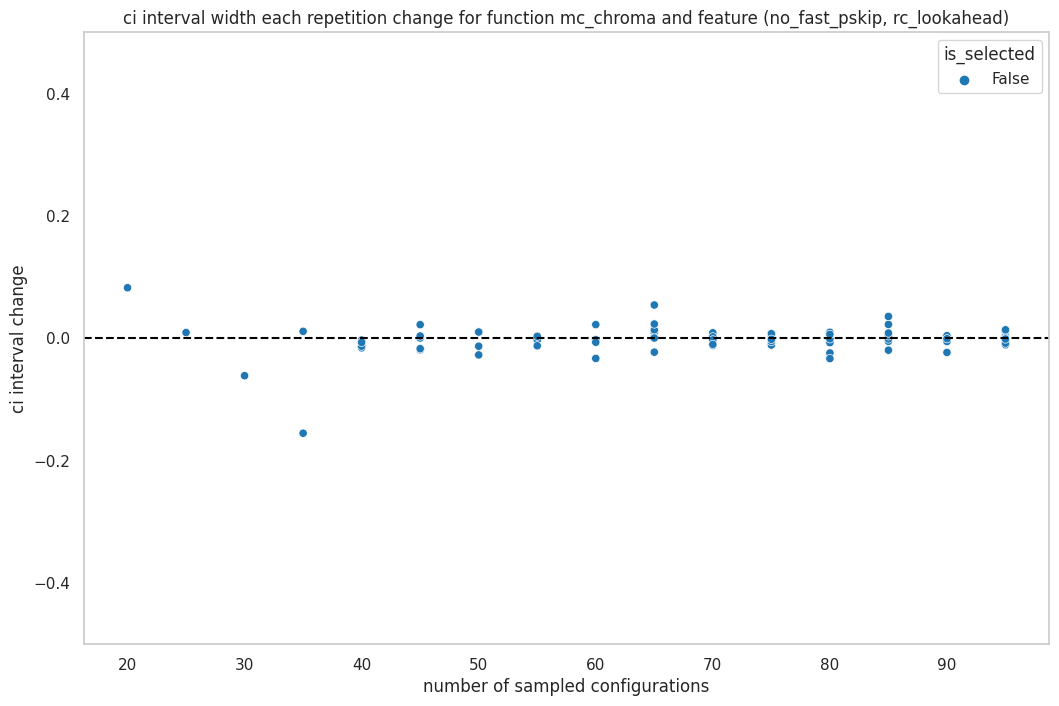 ci interval width each repetition change for function mc_chroma and feature (no_fast_pskip, rc_lookahead)
is_selected
False
0.4
0.2
0.0
−0.2
−0.4
ci interval change
20 30 40 50 60 70 80 90
number of sampled configurations